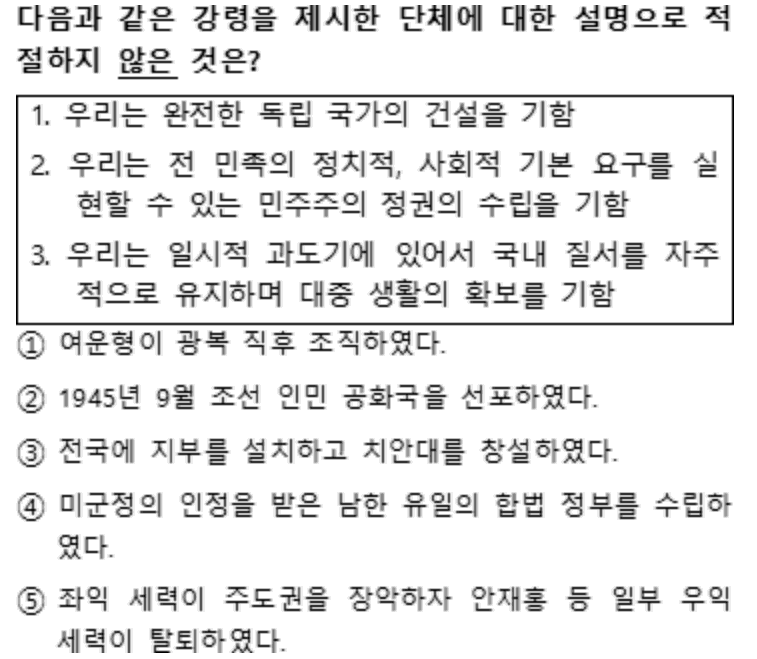 다음과 같은 강령을 제시한 단체에 대한 설명으로 적
절하지 않은 것은?
1. 우리는 완전한 독립 국가의 건설을 기함
2. 우리는 전 민족의 정치적, 사회적 기본 요구를 실
현할 수 있는 민주주의 정권의 수립을 기함
3. 우리는 일시적 과도기에 있어서 국내 질서를 자주
적으로 유지하며 대중 생활의 확보를 기함
① 여운형이 광복 직후 조직하였다.
② 1945년 9월 조선 인민 공화국을 선포하였다.
③ 전국에 지부를 설치하고 치안대를 창설하였다.
④ 미군정의 인정을 받은 남한 유일의 합법 정부를 수립하
였다.
⑤ 좌익 세력이 주도권을 장악하자 안재홍 등 일부 우익
세력이 탈퇴하였다.